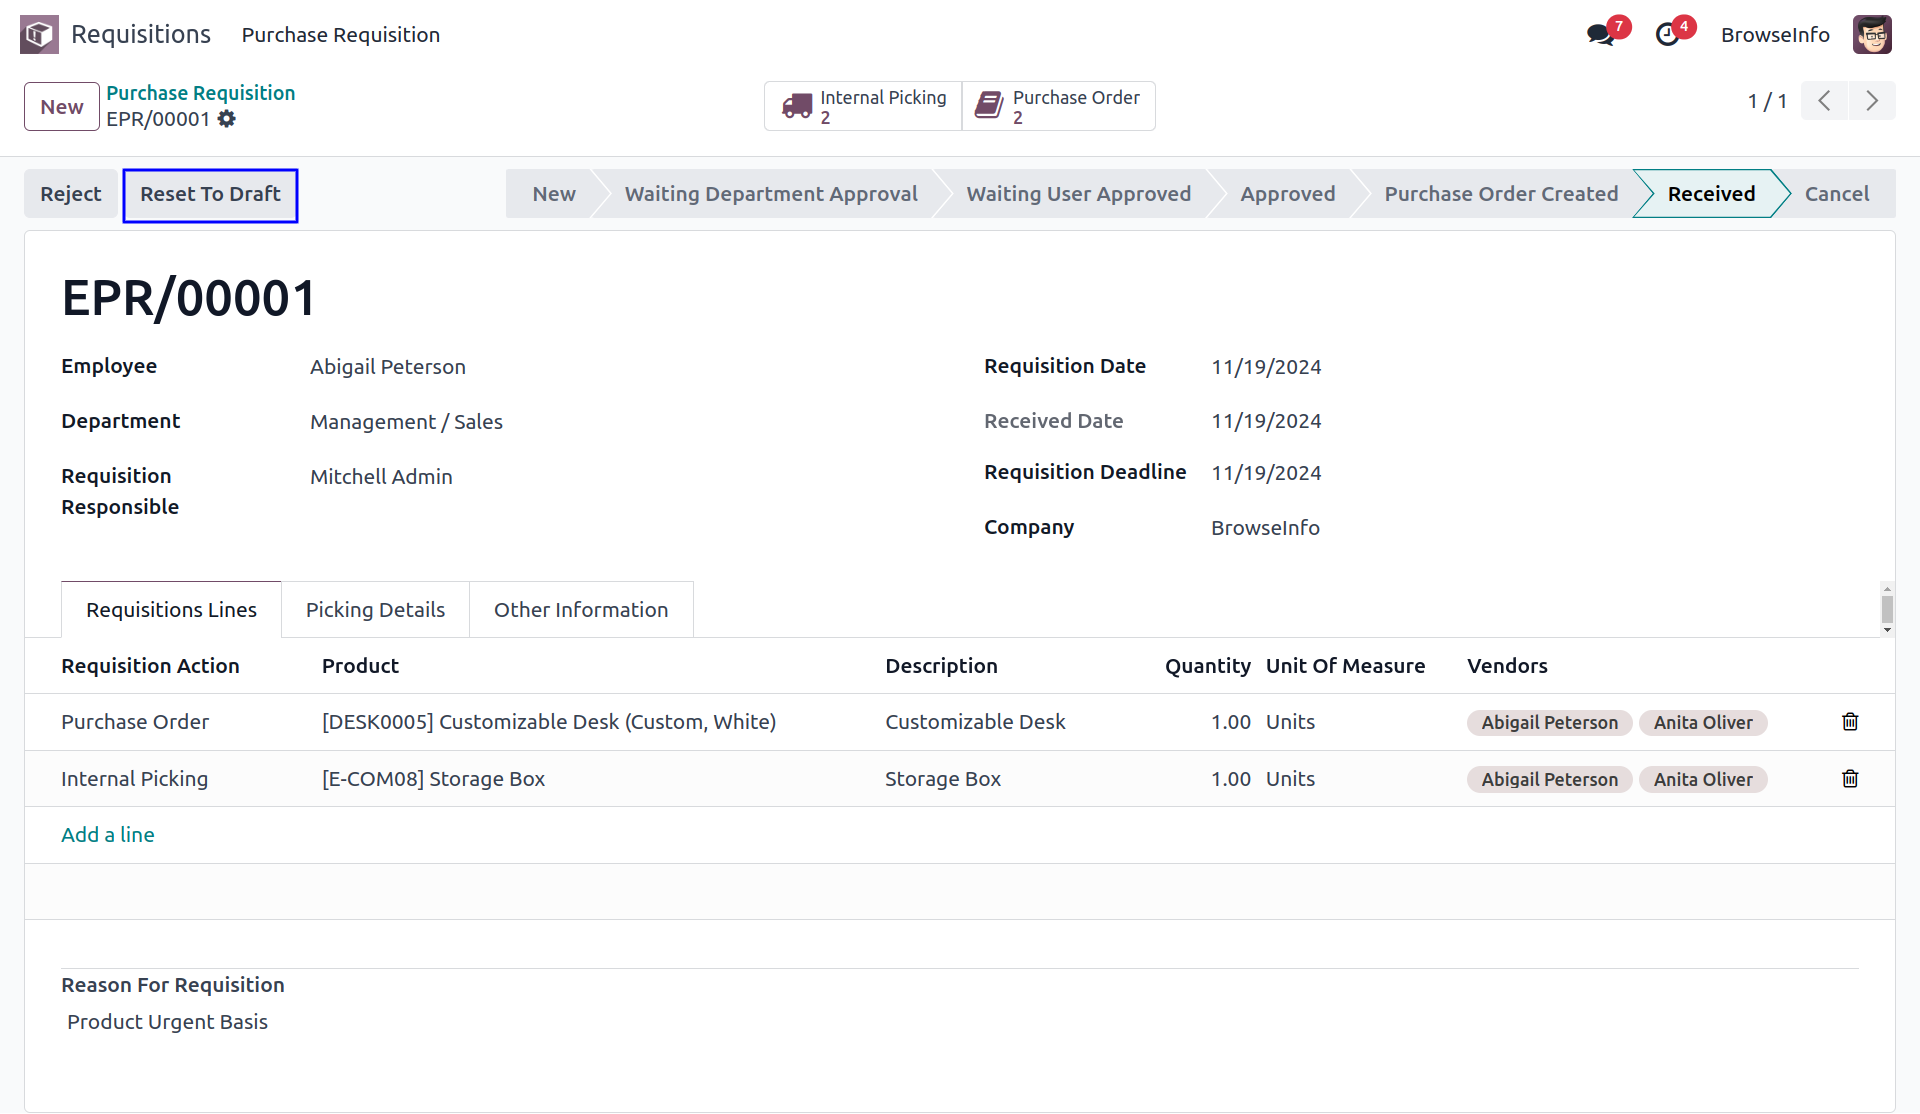 Requisitions Purchase Requisition 7 4 BrowseInfo
New Purchase Requisition Internal Picking Purchase Order 1 / 1
EPR/00001 2 2
Reject Reset To Draft New Waiting Department Approval Waiting User Approved Approved Purchase Order Created Received Cancel
EPR/00001
Employee Abigail Peterson Requisition Date 11/19/2024
Department Management / Sales Received Date 11/19/2024
Requisition Mitchell Admin Requisition Deadline 11/19/2024
Responsible
Company BrowseInfo
Requisitions Lines Picking Details Other Information
Requisition Action Product Description Quantity Unit Of Measure Vendors
Purchase Order [DESK0005] Customizable Desk (Custom, White) Customizable Desk 1.00 Units Abigail Peterson Anita Oliver
Internal Picking [E-COM08] Storage Box Storage Box 1.00 Units Abigail Peterson Anita Oliver
Add a line
Reason For Requisition
Product Urgent Basis